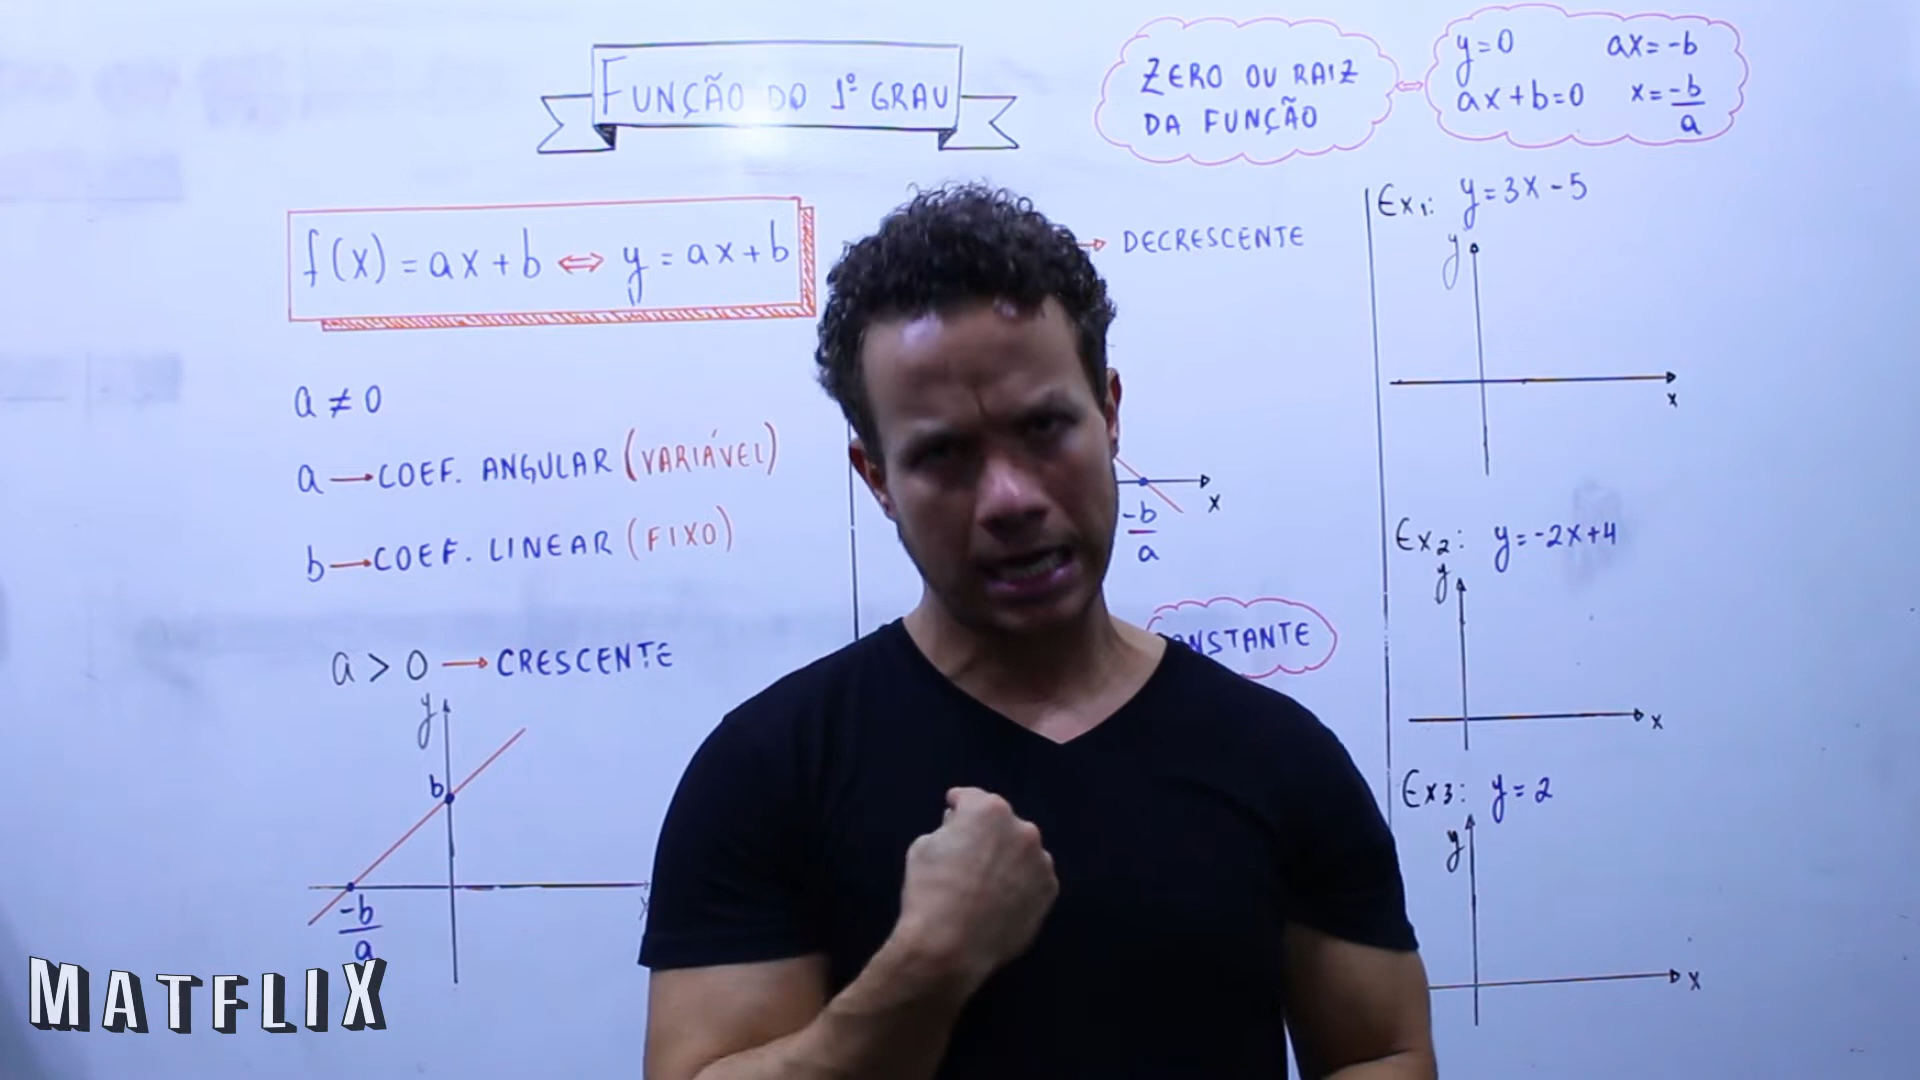 FUNÇÃO DO 1º GRAU
ZERO OU RAIZ
DA FUNÇÃO
y=0
ax+b=0
ax=-b
x=-b/a
f(x)=ax+b ⇔ y=ax+b
a≠0
a → COEF. ANGULAR (VARIÁVEL)
b → COEF. LINEAR (FIXO)
a > 0 → CRESCENTE
y
b
-b/a
→ DECRESCENTE
x
-b/a
NSTANTE
Ex1: y=3x-5
y
x
Ex2: y=-2x+4
y
x
Ex3: y=2
y
x
MATFLIX